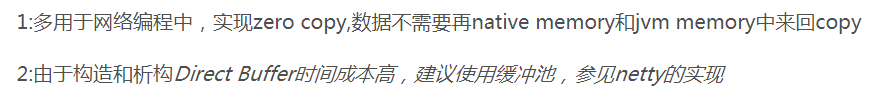 1:多用于网络编程中，实现zero copy,数据不需要再native memory和jvm memory中来回copy
2:由于构造和析构Direct Buffer时间成本高，建议使用缓冲池，参见netty的实现